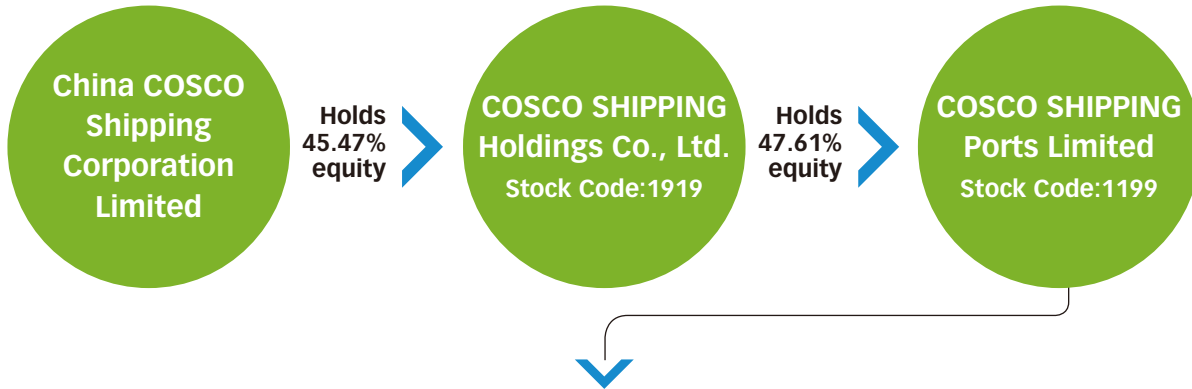 China COSCO
Shipping
Corporation
Limited
Holds
45.47%
equity
COSCO SHIPPING
Holdings Co., Ltd.
Stock Code:1919
Holds
47.61%
equity
COSCO SHIPPING
Ports Limited
Stock Code:1199